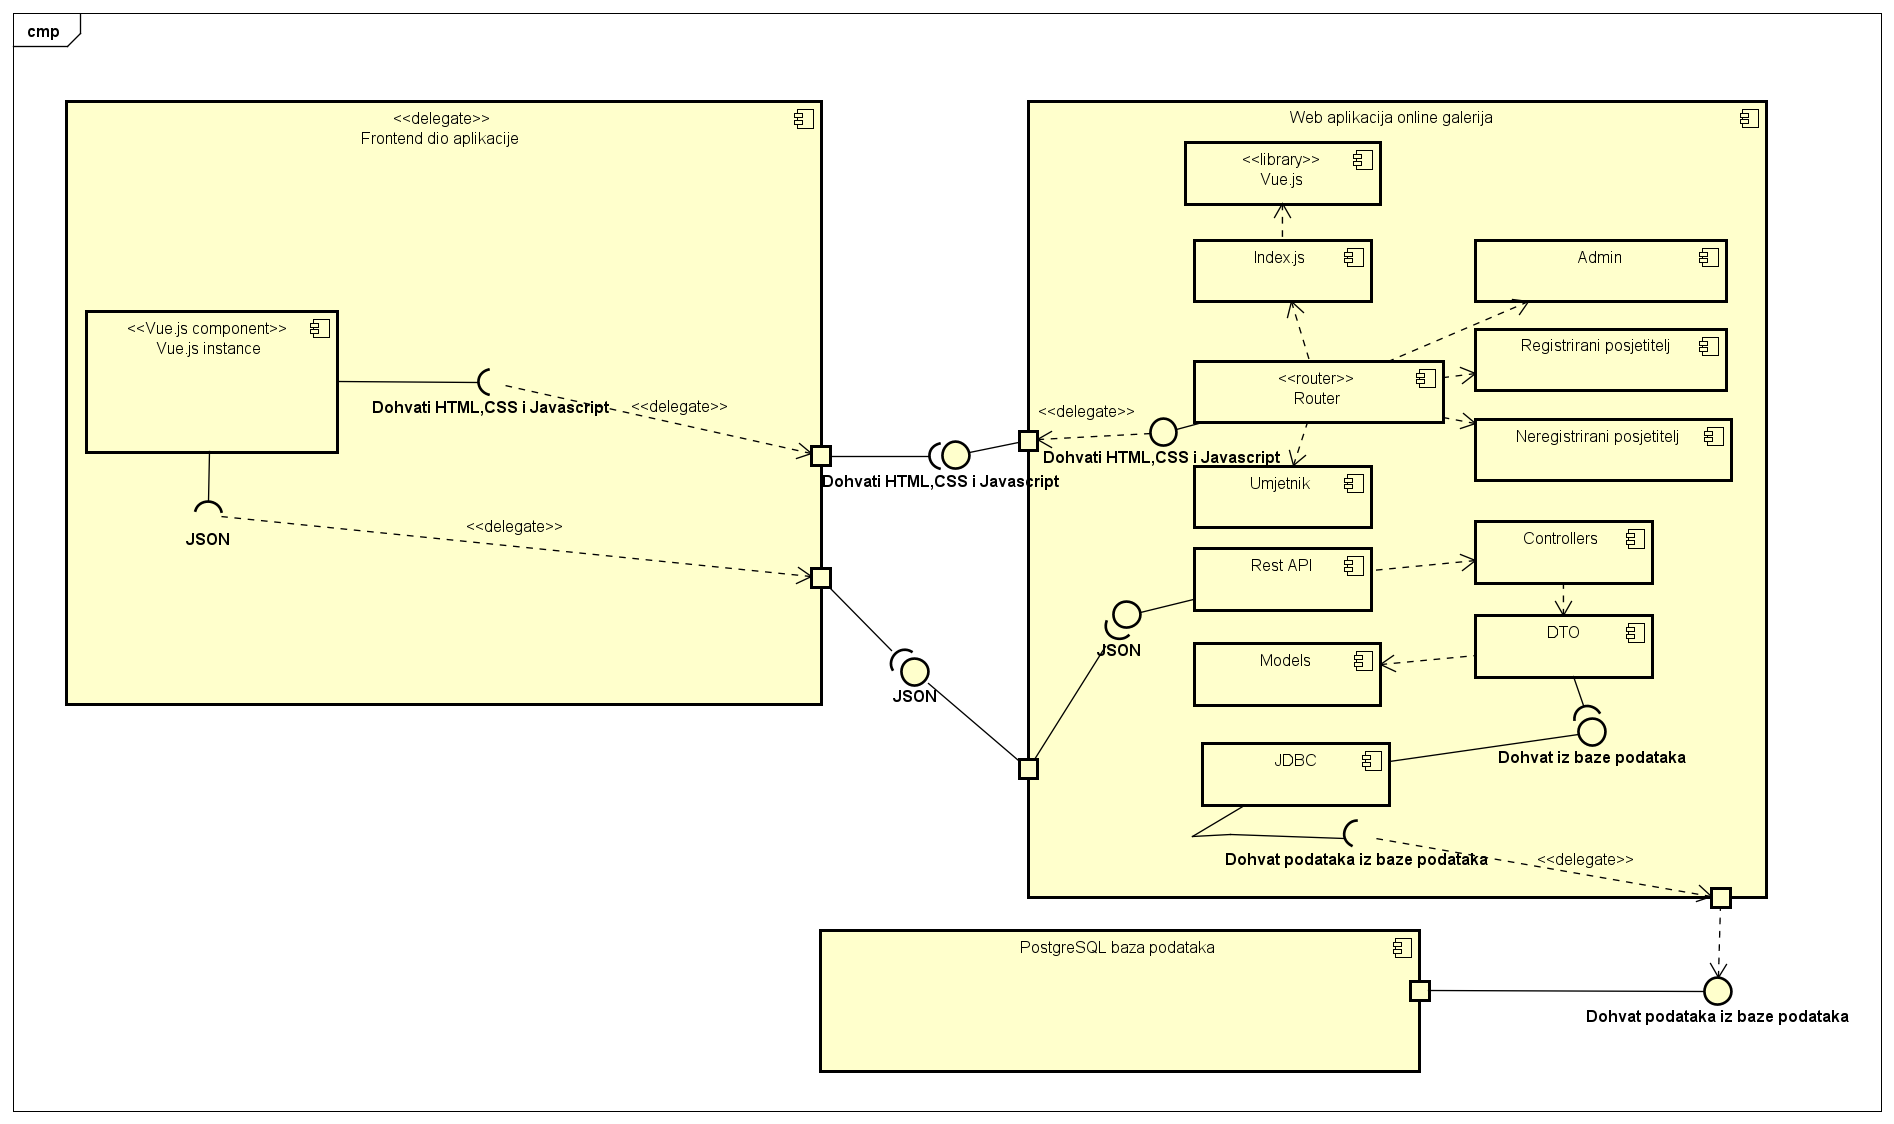 cmp
<<delegate>>
Frontend dio aplikacije
<<Vue.js component>>
Vue.js instance
Dohvati HTML,CSS i Javascript
<<delegate>>
JSON
<<delegate>>
Dohvati HTML,CSS i Javascript
JSON
Web aplikacija online galerija
<<library>>
Vue.js
Index.js
Admin
Registrirani posjetitelj
<<router>>
Router
Neregistrirani posjetitelj
<<delegate>>
Dohvati HTML,CSS i Javascript
Umjetnik
Controllers
Rest API
JSON
DTO
Models
Dohvat iz baze podataka
JDBC
Dohvat podataka iz baze podataka
<<delegate>>
PostgreSQL baza podataka
Dohvat podataka iz baze podataka